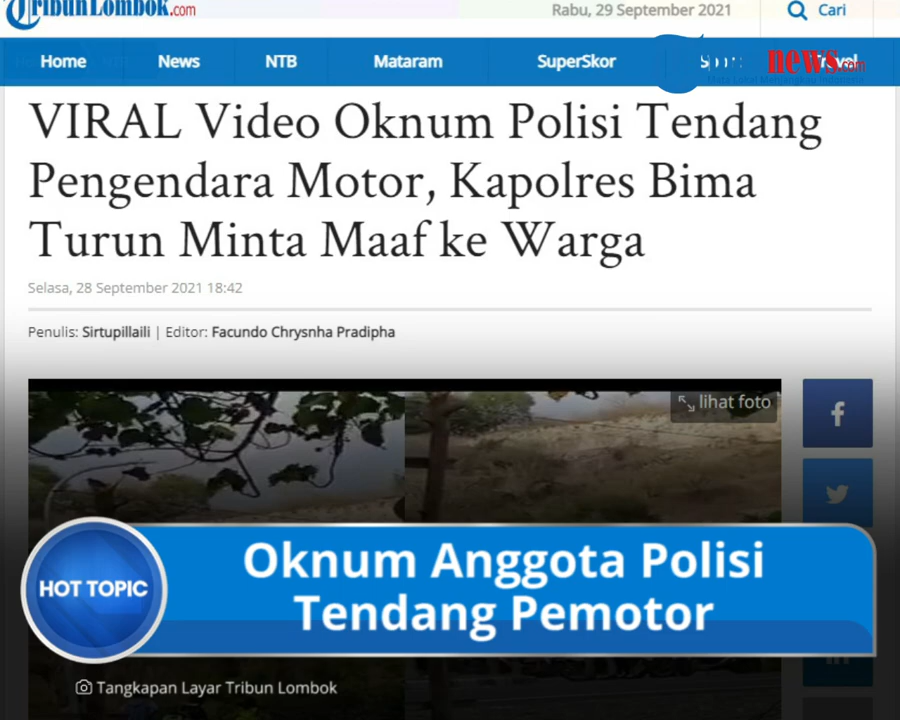 TribunLombok.com
Rabu, 29 September 2021
Cari
Home News NTB Mataram SuperSkor
news.com
VIRAL Video Oknum Polisi Tendang
Pengendara Motor, Kapolres Bima
Turun Minta Maaf ke Warga
Selasa, 28 September 2021 18:42
Penulis: Sirtupillaili | Editor: Facundo Chrysnha Pradipha
lihat foto
HOT TOPIC
Oknum Anggota Polisi
Tendang Pemotor
Tangkapan Layar Tribun Lombok